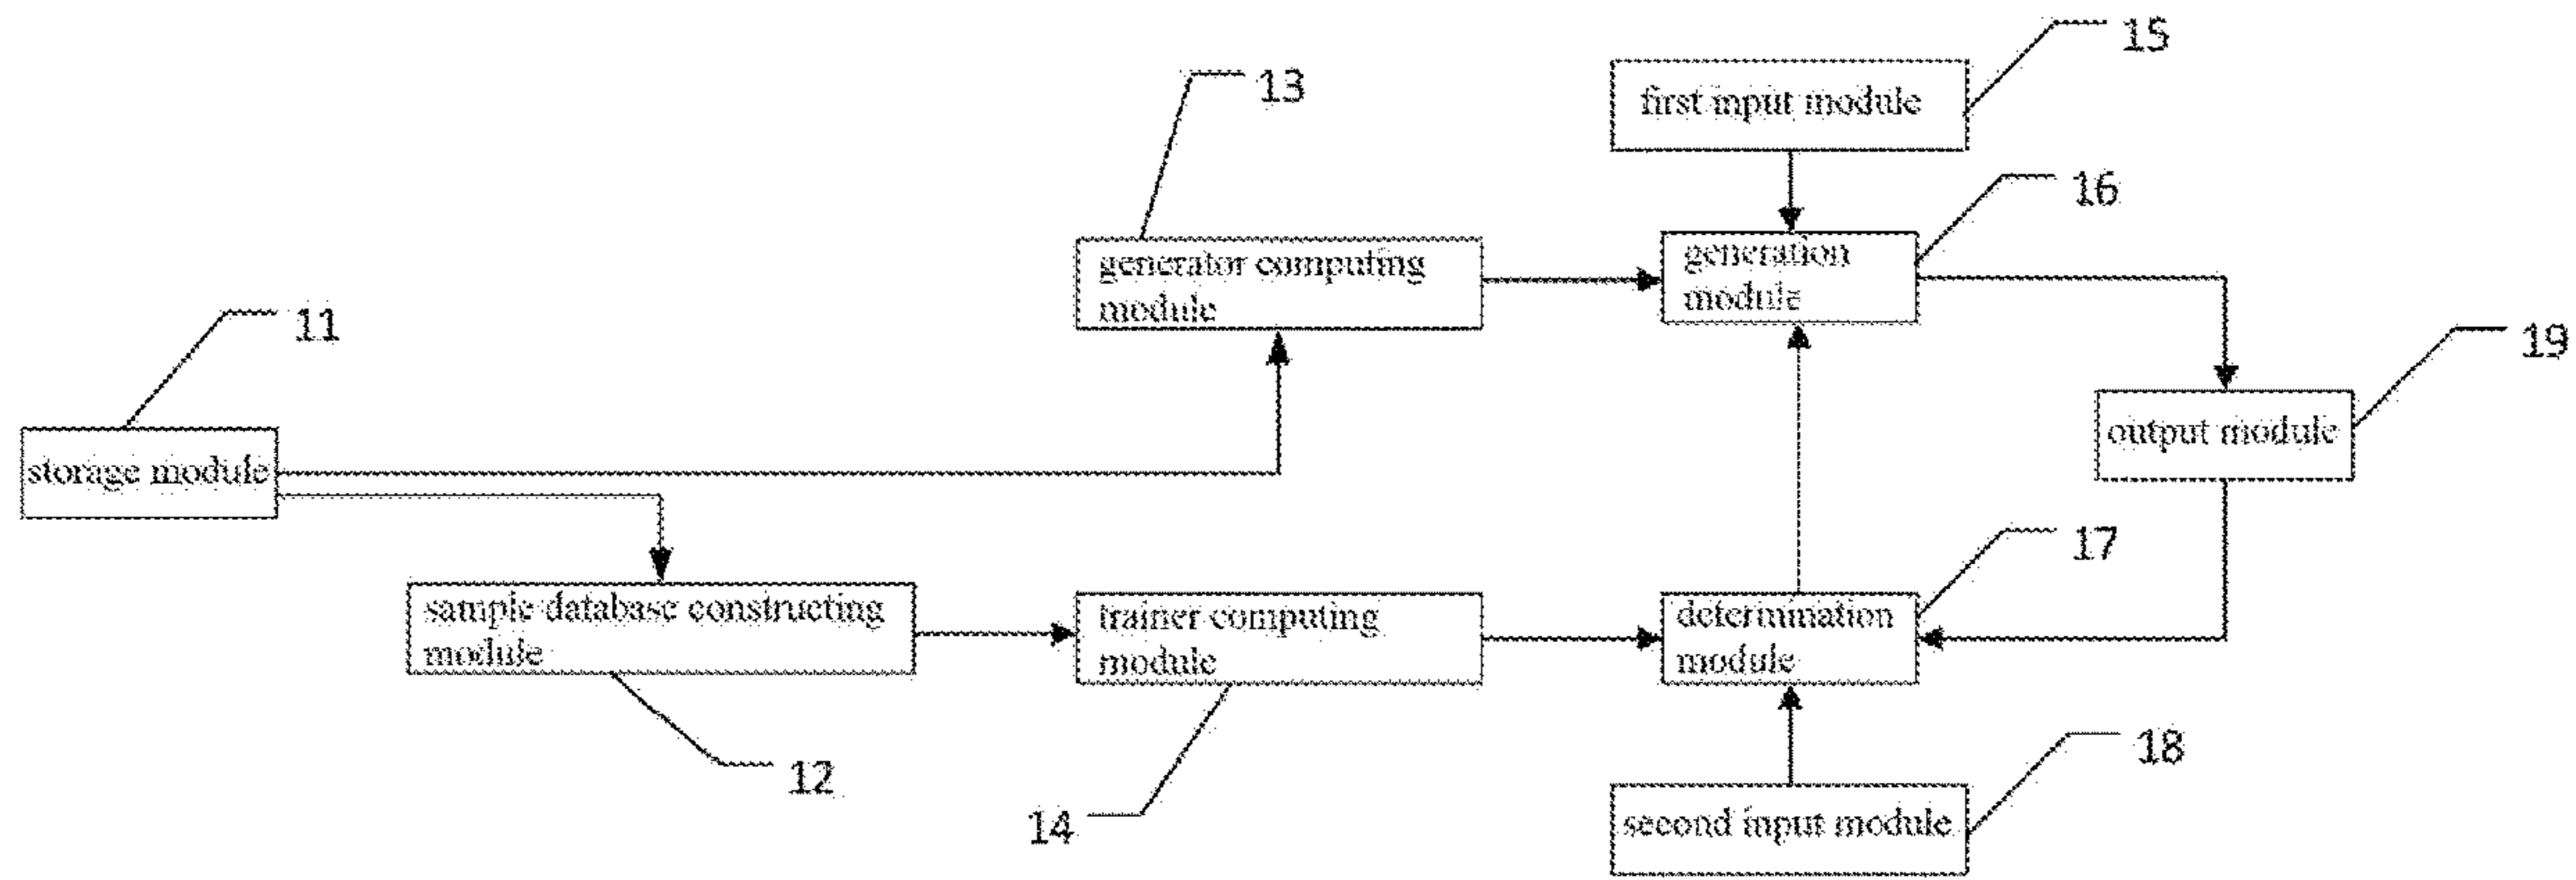 15
first input module
13
16
generation
module
generator computing
module
11
19
output module
storage module
17
sample database constructing
module
trainer computing
module
determination
module
12
14
18
second input module